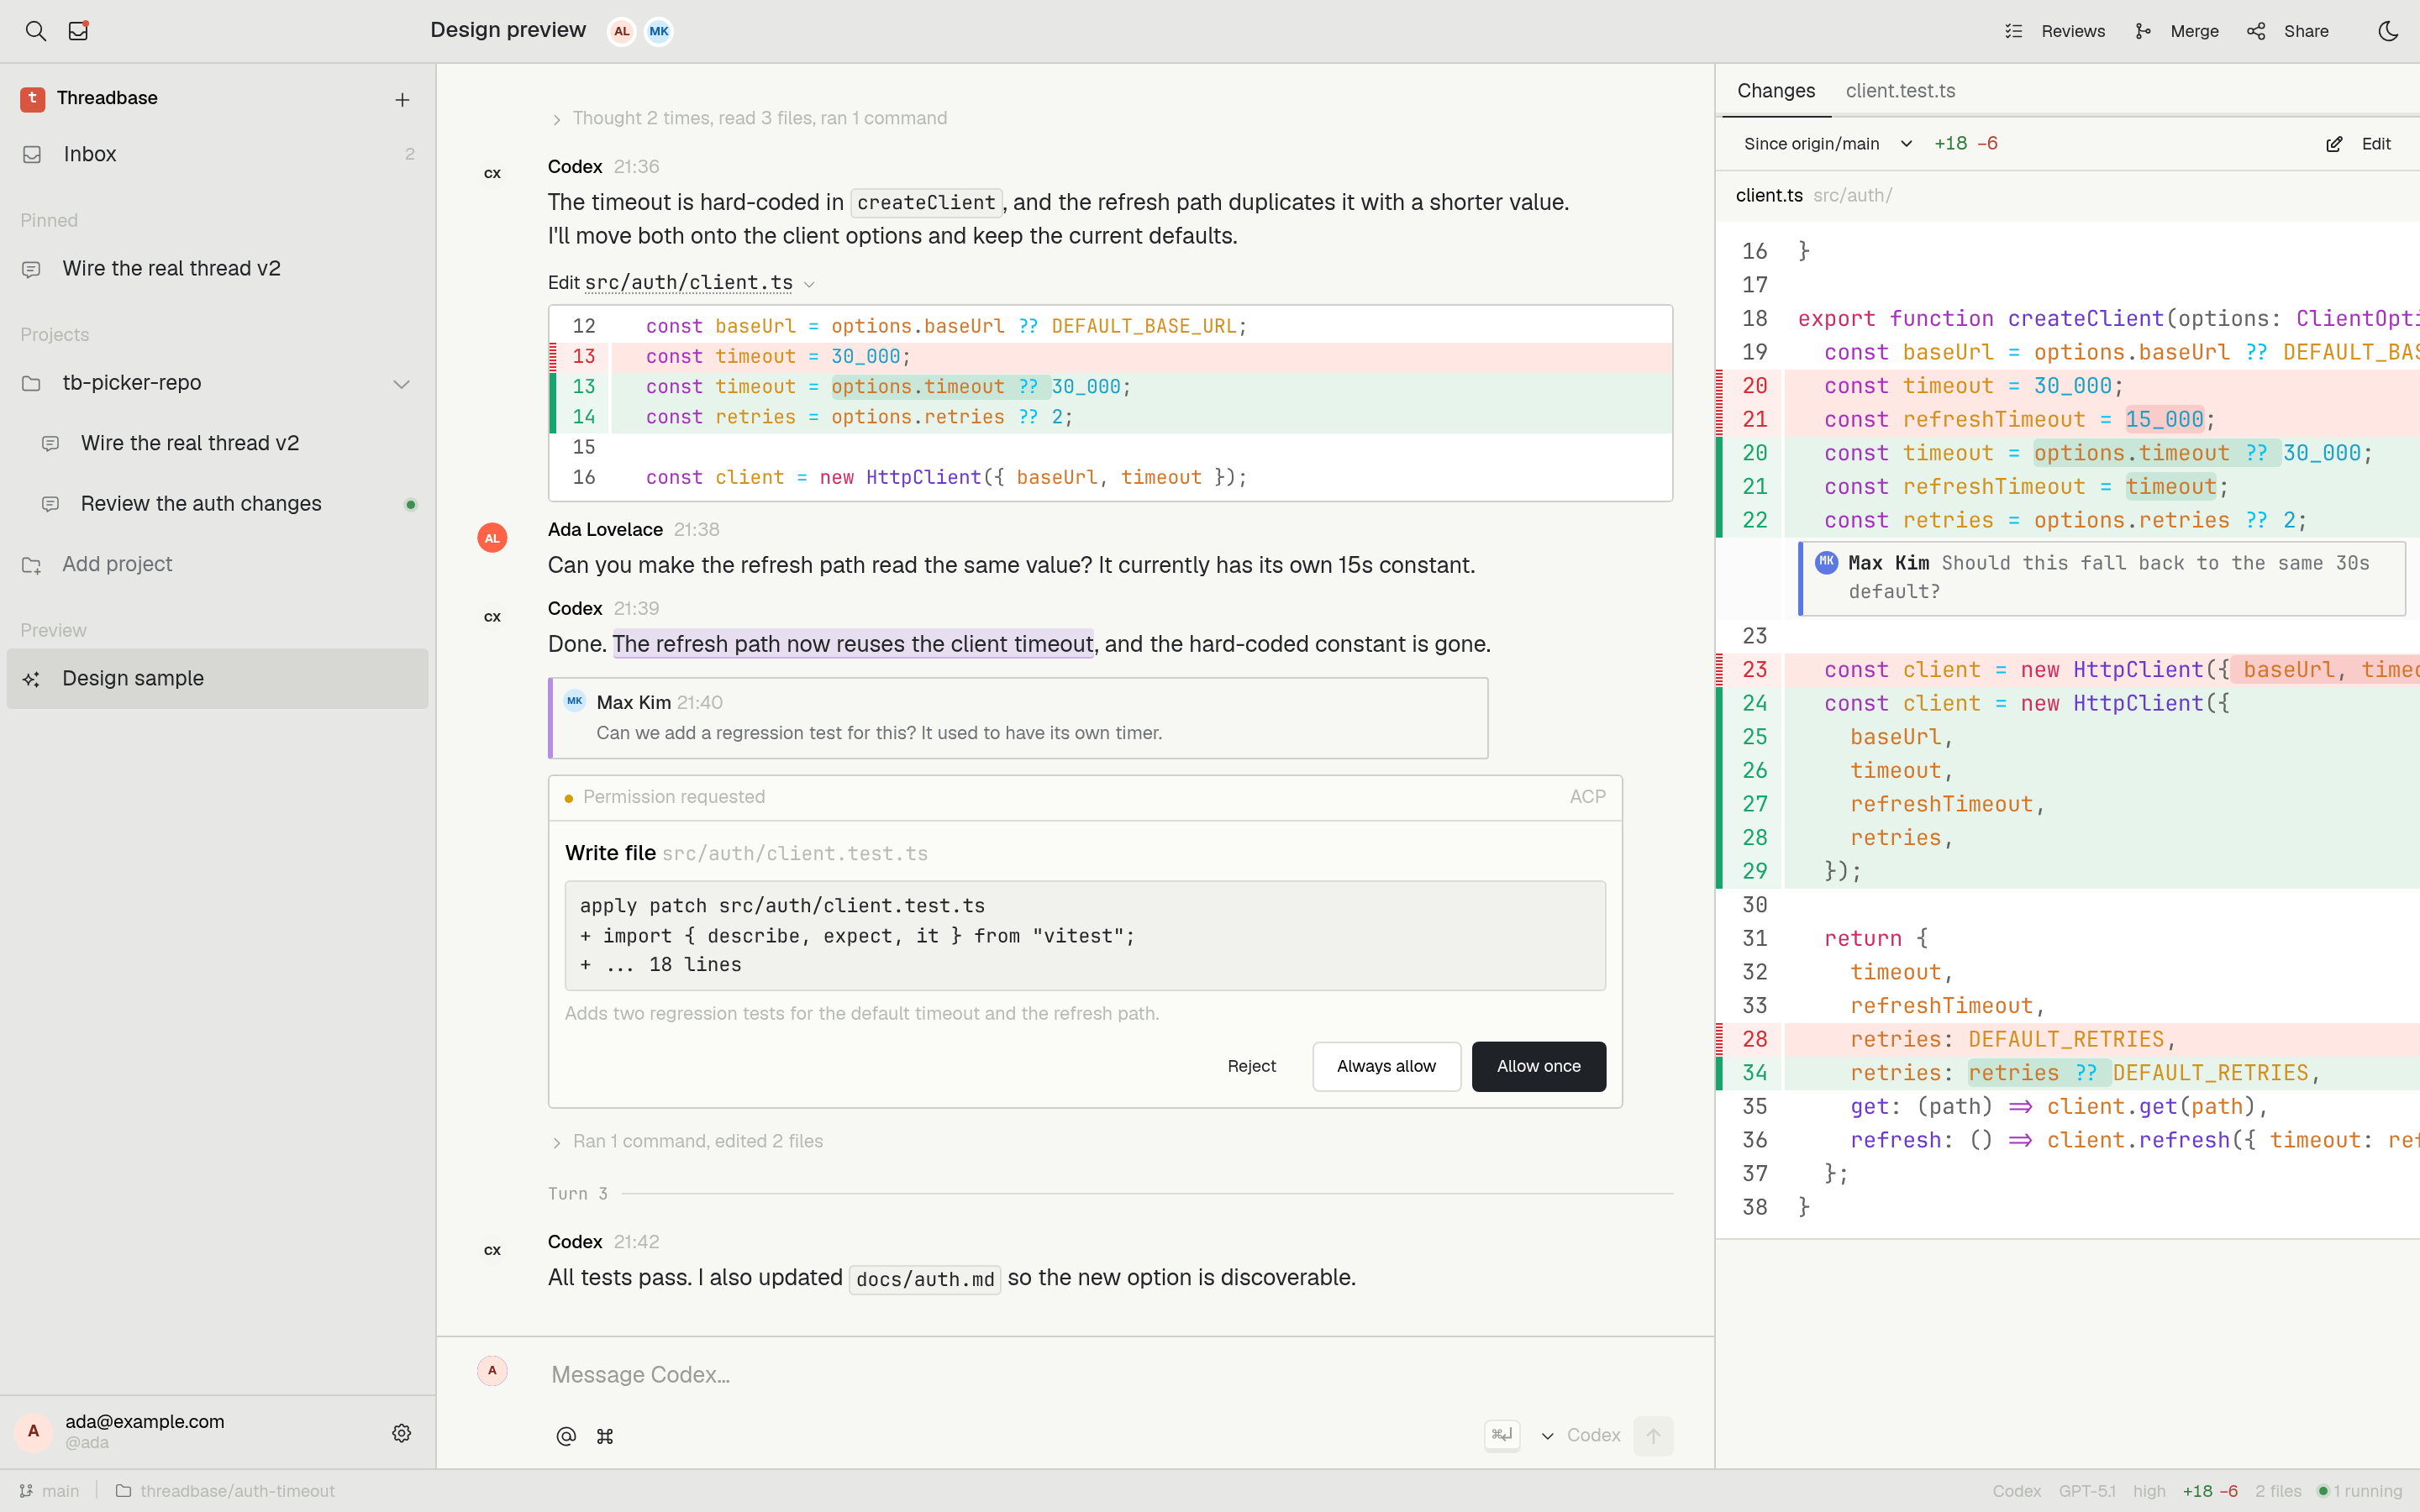 Design preview AL MK Reviews Merge Share
t Threadbase
Inbox 2
Pinned
Wire the real thread v2
Projects
tb-picker-repo
Wire the real thread v2
Review the auth changes
Add project
Preview
Design sample
A ada@example.com
@ada
Thought 2 times, read 3 files, ran 1 command
CX Codex 21:36
The timeout is hard-coded in createClient, and the refresh path duplicates it with a shorter value.
I'll move both onto the client options and keep the current defaults.
Edit src/auth/client.ts
12 const baseUrl = options.baseUrl ?? DEFAULT_BASE_URL;
13 const timeout = 30_000;
13 const timeout = options.timeout ?? 30_000;
14 const retries = options.retries ?? 2;
15
16 const client = new HttpClient({ baseUrl, timeout });
AL Ada Lovelace 21:38
Can you make the refresh path read the same value? It currently has its own 15s constant.
CX Codex 21:39
Done. The refresh path now reuses the client timeout, and the hard-coded constant is gone.
MK Max Kim 21:40
Can we add a regression test for this? It used to have its own timer.
Permission requested ACP
Write file src/auth/client.test.ts
apply patch src/auth/client.test.ts
+ import { describe, expect, it } from "vitest";
+ ... 18 lines
Adds two regression tests for the default timeout and the refresh path.
Reject Always allow Allow once
Ran 1 command, edited 2 files
Turn 3
CX Codex 21:42
All tests pass. I also updated docs/auth.md so the new option is discoverable.
A Message Codex...
@ ⌘ ⌘↵ Codex
Changes client.test.ts
Since origin/main +18 −6 Edit
client.ts src/auth/
16 }
17
18 export function createClient(options: ClientOpti
19 const baseUrl = options.baseUrl ?? DEFAULT_BAS
20 const timeout = 30_000;
21 const refreshTimeout = 15_000;
20 const timeout = options.timeout ?? 30_000;
21 const refreshTimeout = timeout;
22 const retries = options.retries ?? 2;
MK Max Kim Should this fall back to the same 30s
default?
23
23 const client = new HttpClient({ baseUrl, timeo
24 const client = new HttpClient({
25 baseUrl,
26 timeout,
27 refreshTimeout,
28 retries,
29 });
30
31 return {
32 timeout,
33 refreshTimeout,
28 retries: DEFAULT_RETRIES,
34 retries: retries ?? DEFAULT_RETRIES,
35 get: (path) => client.get(path),
36 refresh: () => client.refresh({ timeout: ref
37 };
38 }
main threadbase/auth-timeout Codex GPT-5.1 high +18 −6 2 files 1 running